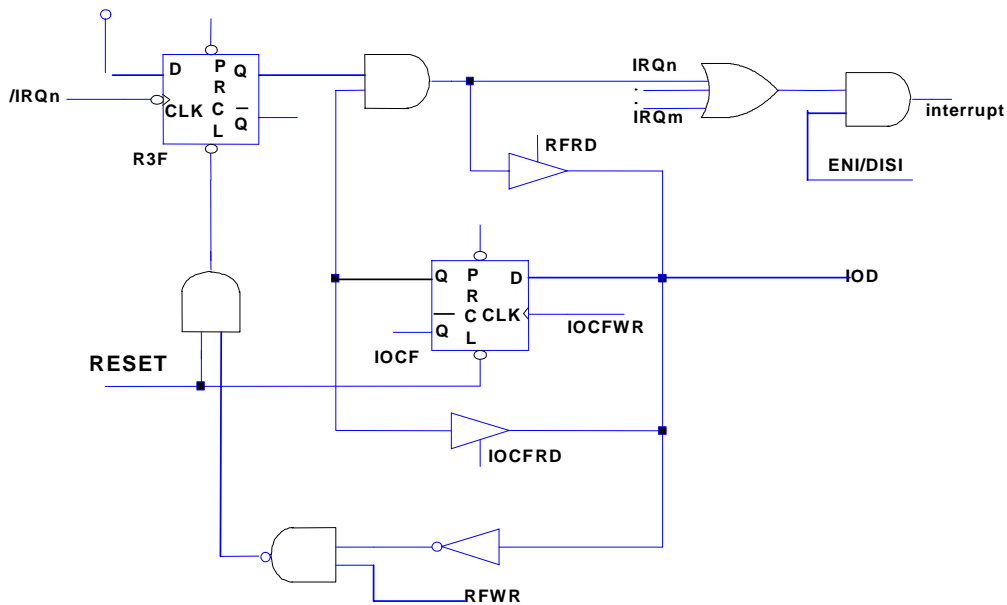 D
P
R
C
L
Q
CLK
Q
/IRQn
R3F
IRQn
.
:
IRQm
interrupt
ENI/DISI
RFRD
Q
P
R
C
L
D
CLK
Q
IOCF
IOCFWR
IOD
RESET
IOCFRD
RFWR